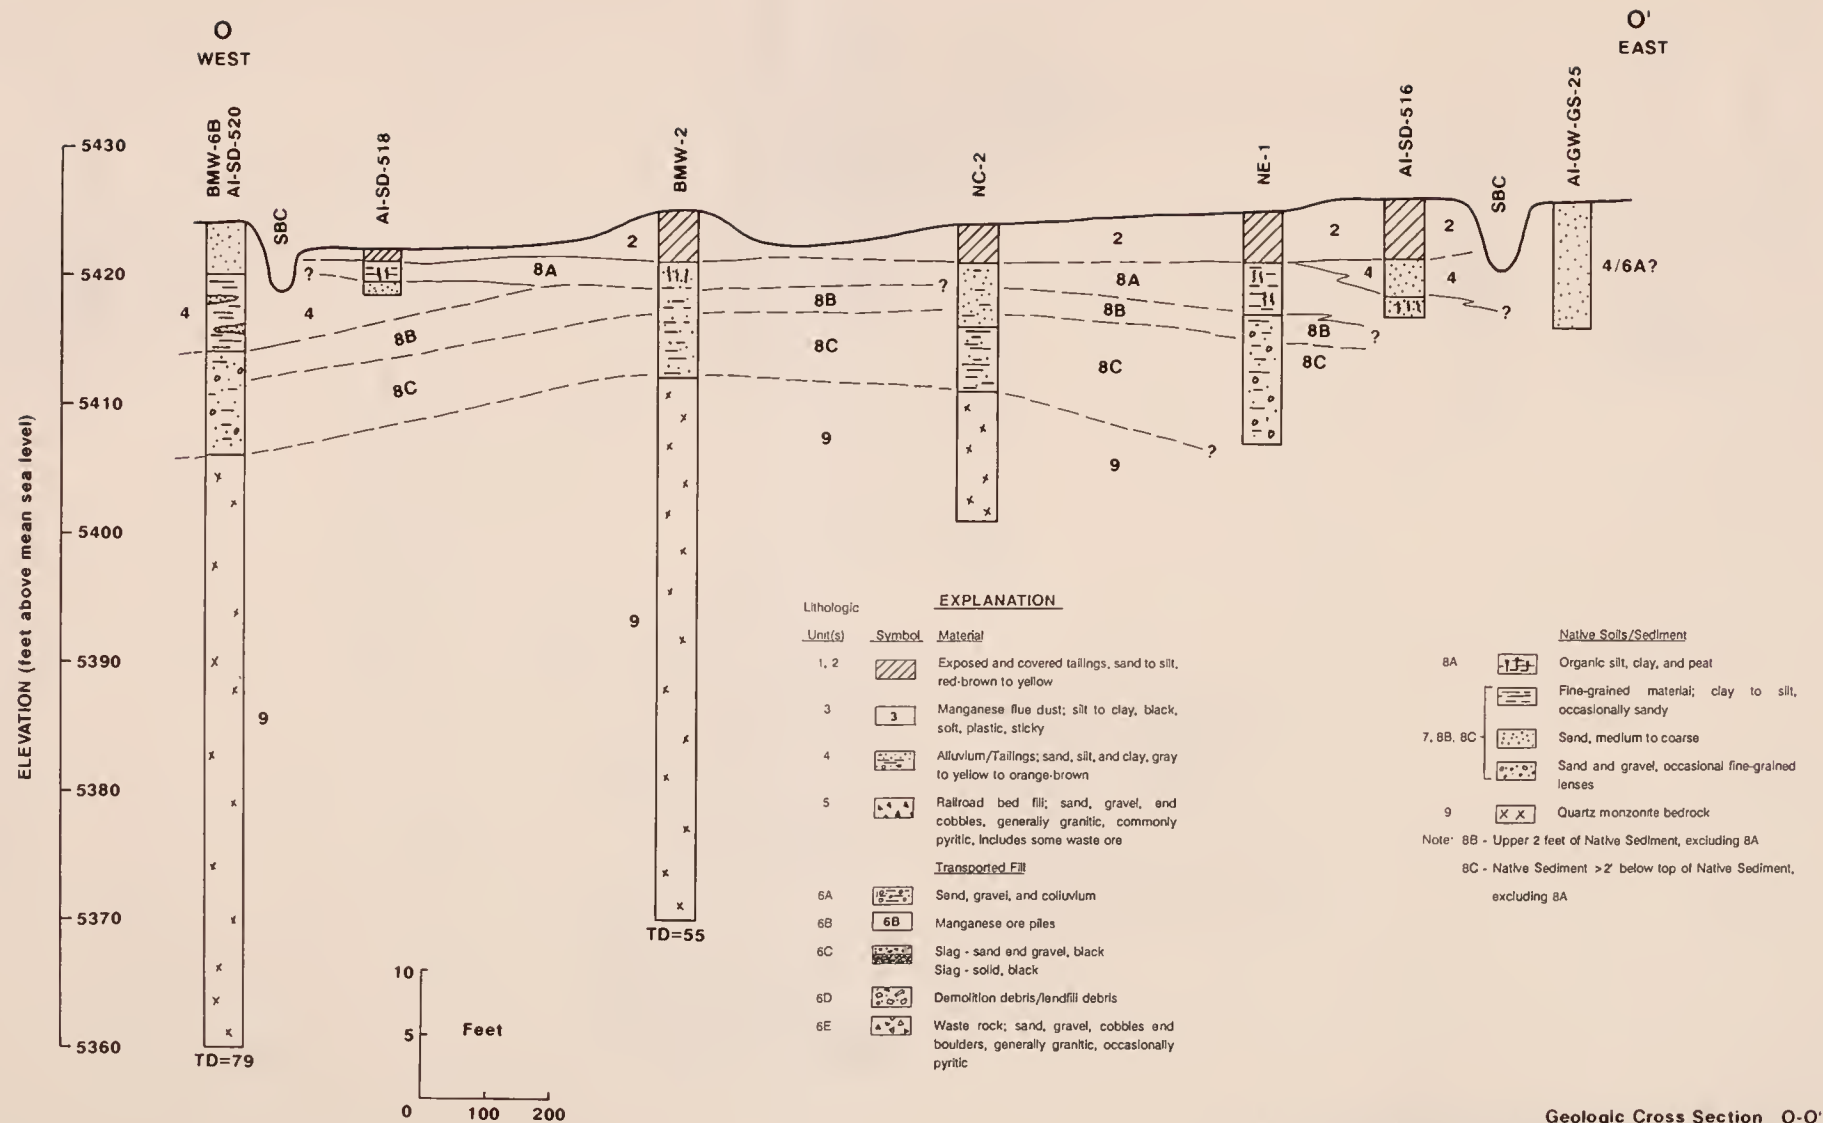 O
WEST
O'
EAST
BMW-6B
AI-SD-520
SBC
AI-SD-518
BMW-2
NC-2
NE-1
AI-SD-516
SBC
AI-GW-GS-25
ELEVATION (feet above mean sea level)
5430
5420
5410
5400
5390
5380
5370
5360
2
2
2
2
8A
8A
?
?
4
4
4
4
4/6A?
8B
8B
8B
8B
?
?
8C
8C
8C
8C
9
9
?
9
9
TD=79
TD=55
10
5
Feet
0 100 200
EXPLANATION
Lithologic
Unit(s) Symbol Material
1, 2 Exposed and covered tailings, sand to silt,
red-brown to yellow
3 3 Manganese flue dust; silt to clay, black,
soft, plastic, sticky
4 Alluvium/Tailings; sand, silt, and clay, gray
to yellow to orange-brown
5 Railroad bed fill; sand, gravel, end
cobbles, generally granitic, commonly
pyritic, includes some waste ore
Transported Fill
6A Send, gravel, and coliuvium
6B 6B Manganese ore piles
6C Slag - sand end gravel, black
Slag - solid, black
6D Demolition debris/lendfill debris
6E Waste rock; sand, gravel, cobbles end
boulders, generally granitic, occasionally
pyritic
Native Soils/Sediment
8A Organic silt, clay, and peat
Fine-grained material; clay to silt,
occasionally sandy
7, 8B, 8C Sand, medium to coarse
Sand and gravel, occasional fine-grained
lenses
9 X X Quartz monzonite bedrock
Note: 8B - Upper 2 feet of Native Sediment, excluding 8A
8C - Native Sediment >2' below top of Native Sediment,
excluding 8A
Geologic Cross Section O-O'